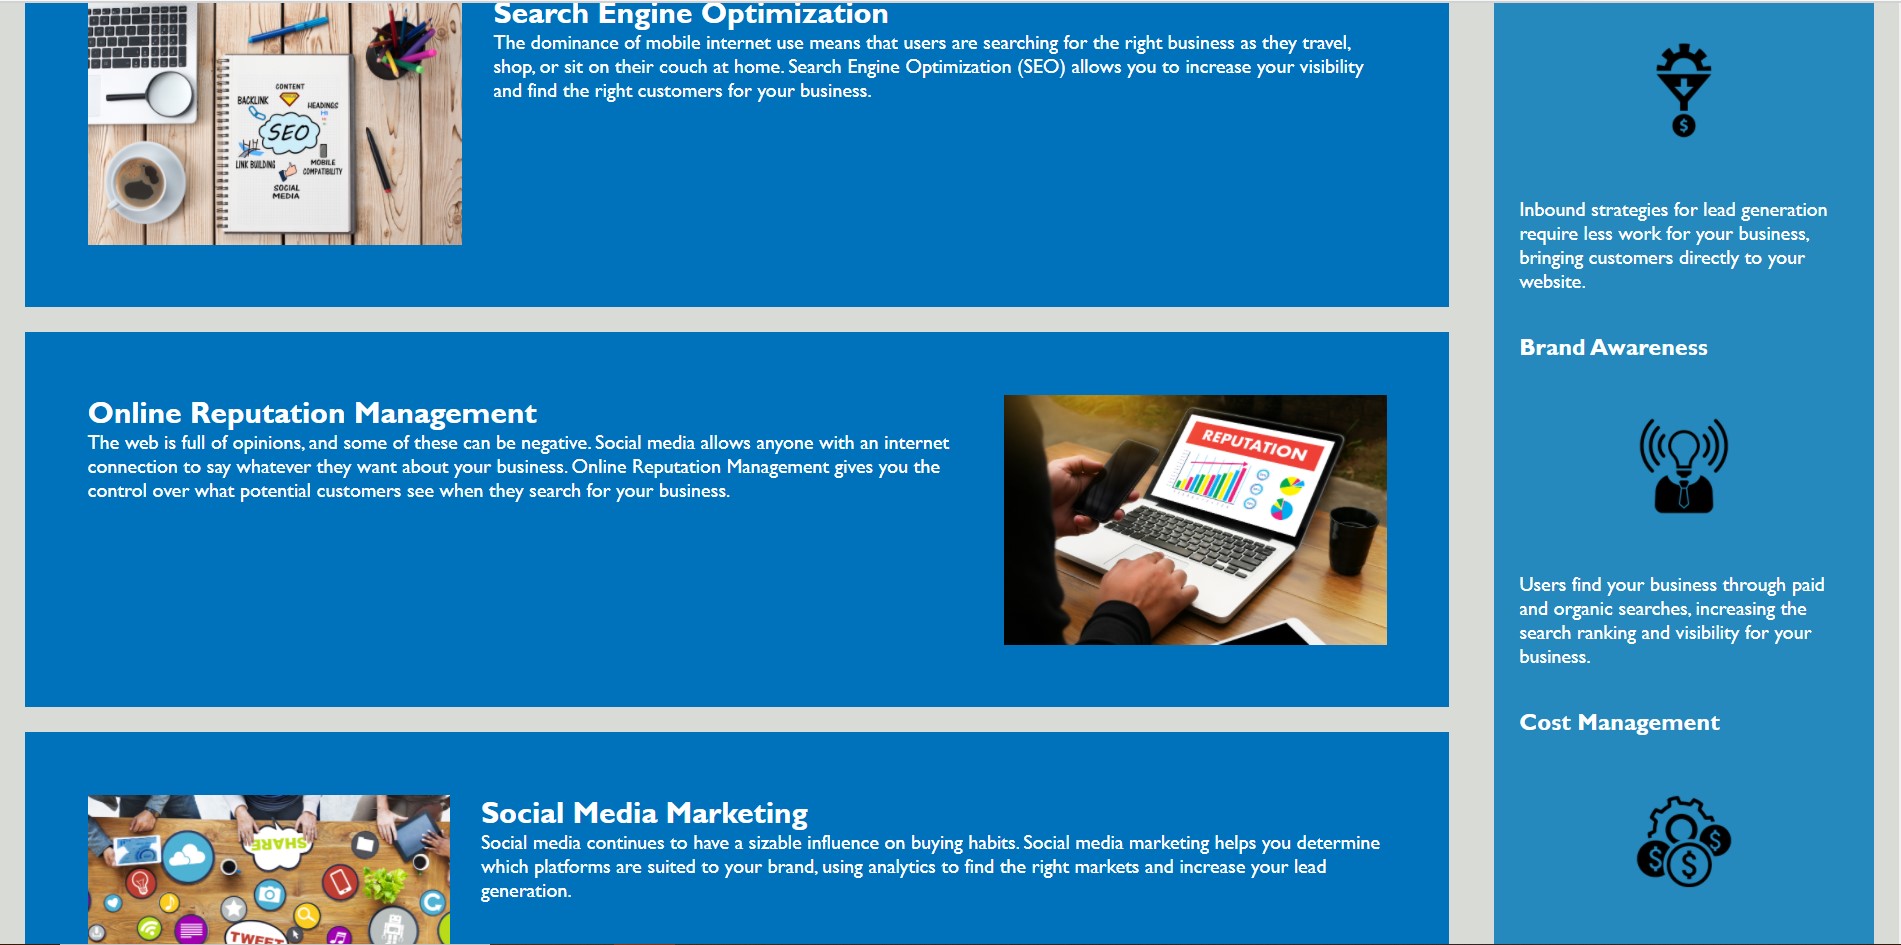 Search Engine Optimization
The dominance of mobile internet use means that users are searching for the right business as they travel,
shop, or sit on their couch at home. Search Engine Optimization (SEO) allows you to increase your visibility
and find the right customers for your business.
CONTENT
BACKLINK
HEADINGS
H1
SEO
LINK BUILDING
MOBILE
COMPATIBILITY
SOCIAL
MEDIA
Online Reputation Management
The web is full of opinions, and some of these can be negative. Social media allows anyone with an internet
connection to say whatever they want about your business. Online Reputation Management gives you the
control over what potential customers see when they search for your business.
REPUTATION
Social Media Marketing
Social media continues to have a sizable influence on buying habits. Social media marketing helps you determine
which platforms are suited to your brand, using analytics to find the right markets and increase your lead
generation.
SHARE
TWEET
$
Inbound strategies for lead generation
require less work for your business,
bringing customers directly to your
website.
Brand Awareness
Users find your business through paid
and organic searches, increasing the
search ranking and visibility for your
business.
Cost Management
$ $ $